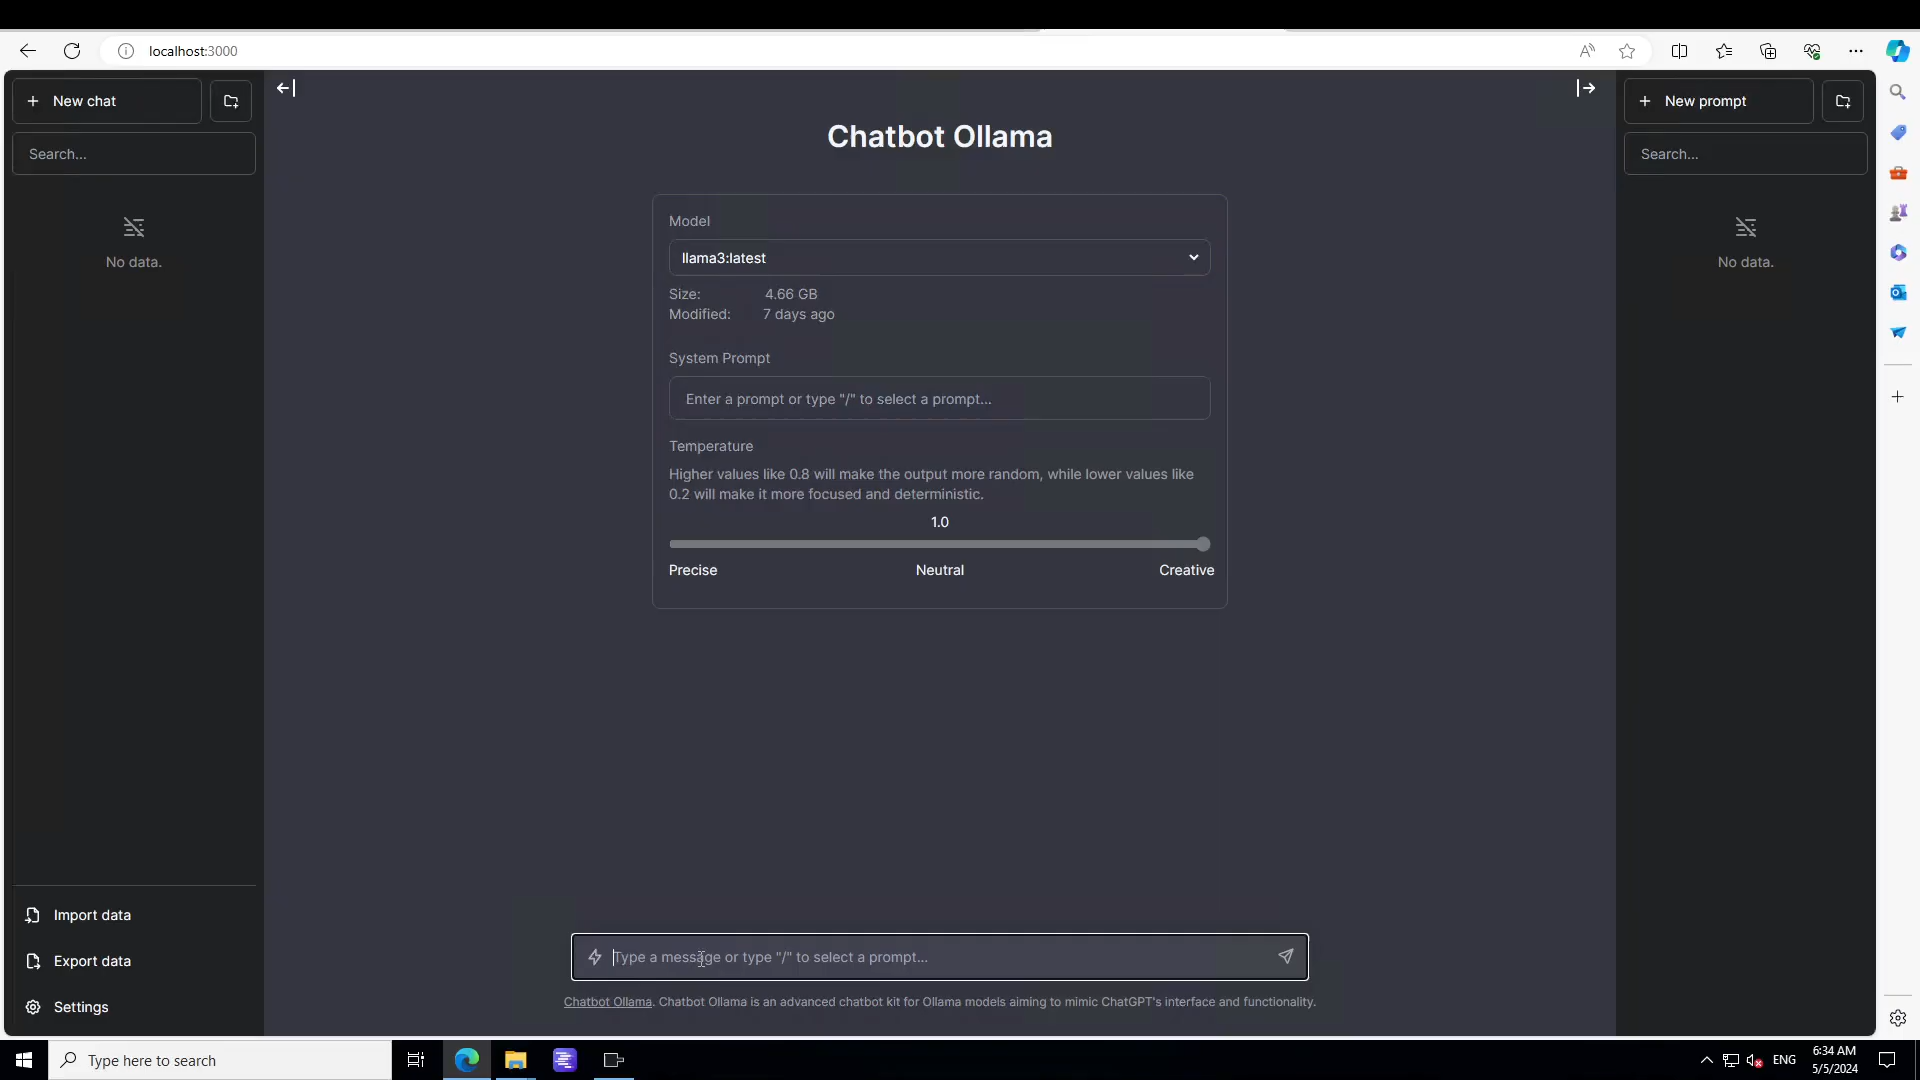 localhost:3000
New chat
Search...
No data.
Import data
Export data
Settings
Chatbot Ollama
Model
llama3:latest
Size: 4.66 GB
Modified: 7 days ago
System Prompt
Enter a prompt or type "/" to select a prompt...
Temperature
Higher values like 0.8 will make the output more random, while lower values like
0.2 will make it more focused and deterministic.
1.0
Precise Neutral Creative
Type a message or type "/" to select a prompt...
Chatbot Ollama. Chatbot Ollama is an advanced chatbot kit for Ollama models aiming to mimic ChatGPT's interface and functionality.
New prompt
Search...
No data.
Type here to search
ENG
6:34 AM
5/5/2024